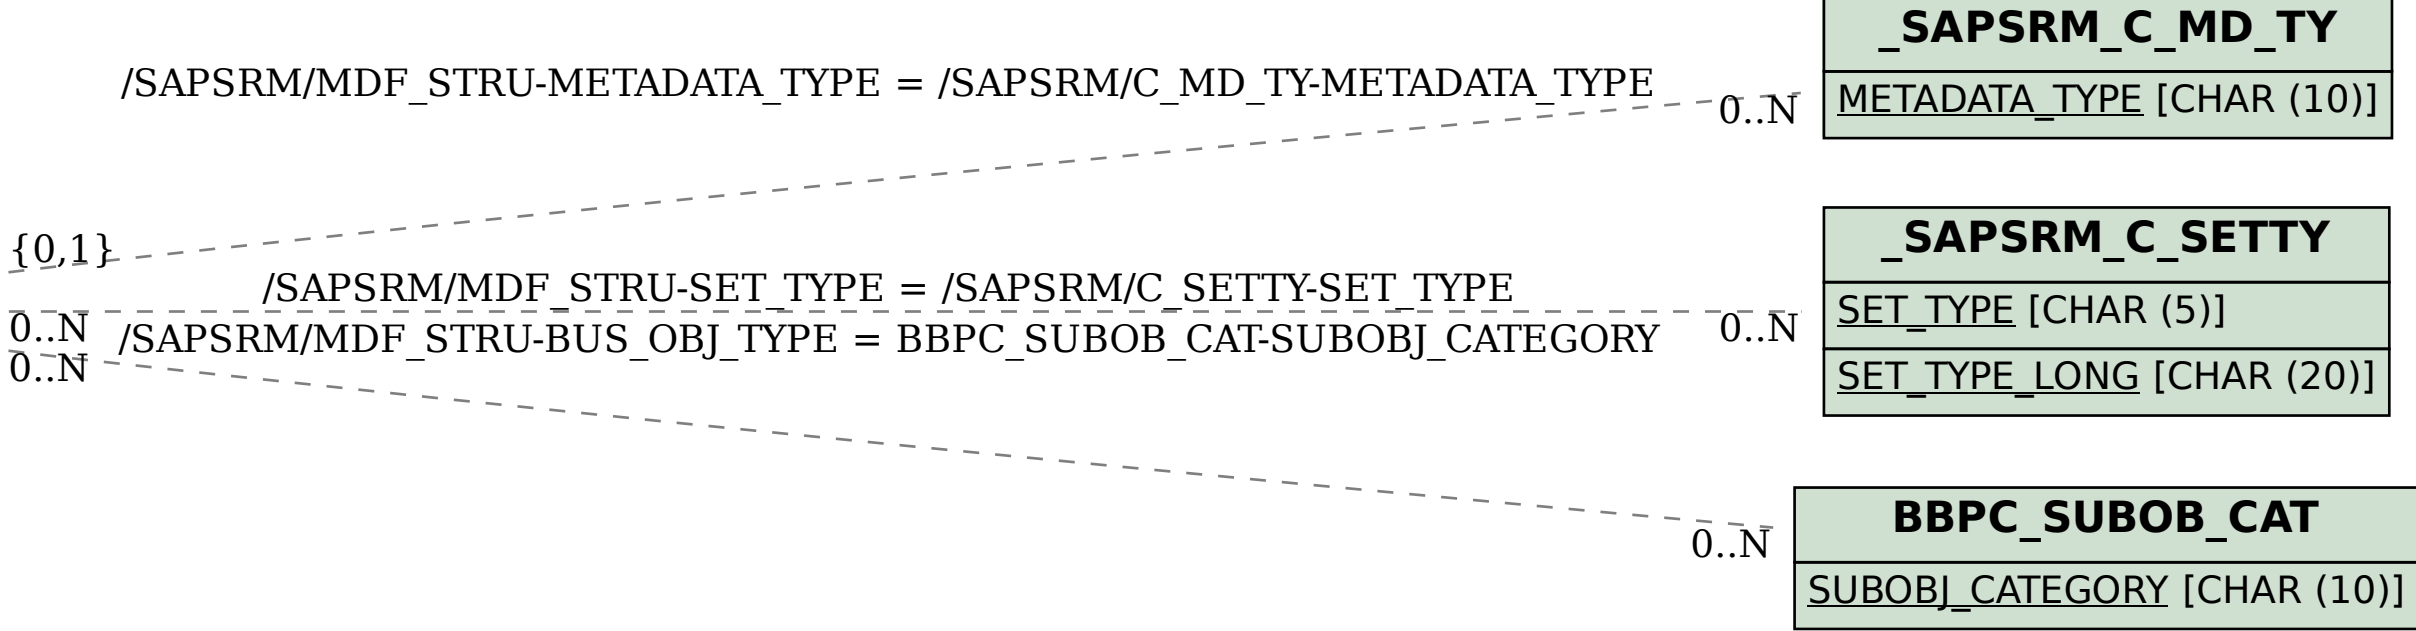 _SAPSRM_C_MD_TY
/SAPSRM/MDF_STRU-METADATA_TYPE = /SAPSRM/C_MD_TY-METADATA_TYPE
METADATA_TYPE [CHAR (10)]
0..N
{0,1}
_SAPSRM_C_SETTY
/SAPSRM/MDF_STRU-SET_TYPE = /SAPSRM/C_SETTY-SET_TYPE
SET_TYPE [CHAR (5)]
0..N
0..N
/SAPSRM/MDF_STRU-BUS_OBJ_TYPE = BBPC_SUBOB_CAT-SUBOBJ_CATEGORY
0..N
SET_TYPE_LONG [CHAR (20)]
BBPC_SUBOB_CAT
0..N
SUBOBJ_CATEGORY [CHAR (10)]